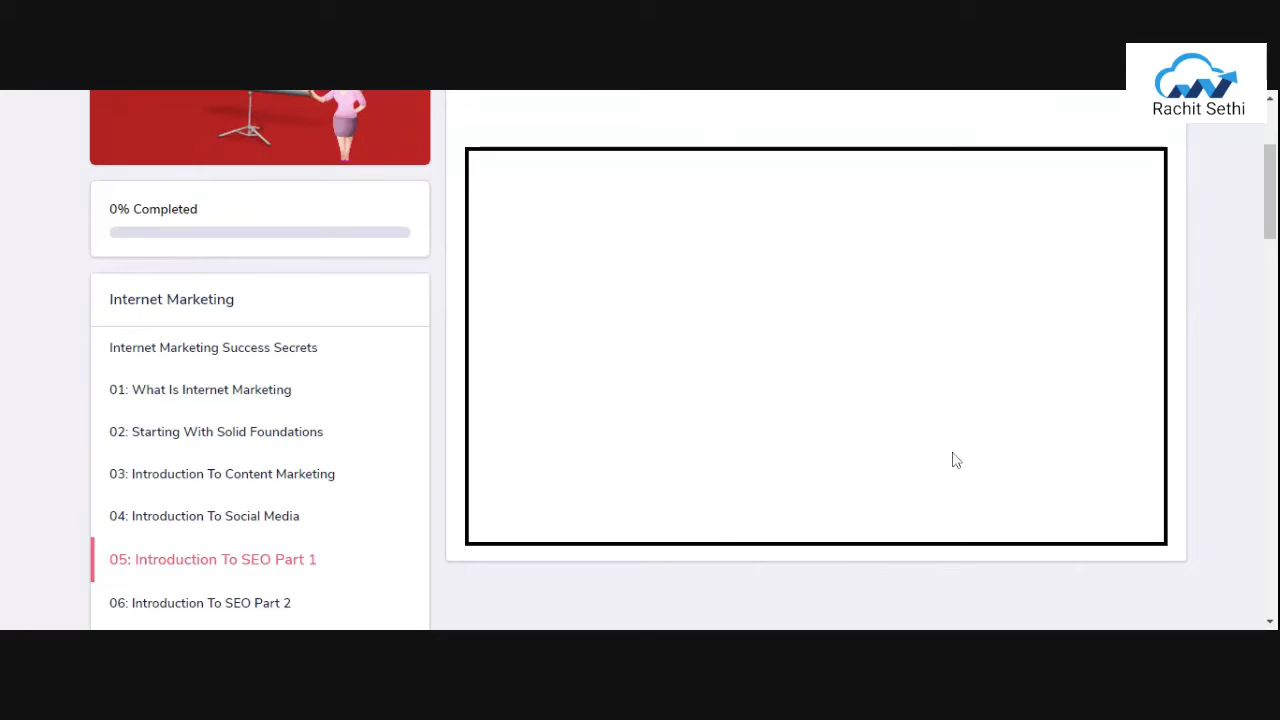 Rachit Sethi
0% Completed
Internet Marketing
Internet Marketing Success Secrets
01: What Is Internet Marketing
02: Starting With Solid Foundations
03: Introduction To Content Marketing
04: Introduction To Social Media
05: Introduction To SEO Part 1
06: Introduction To SEO Part 2